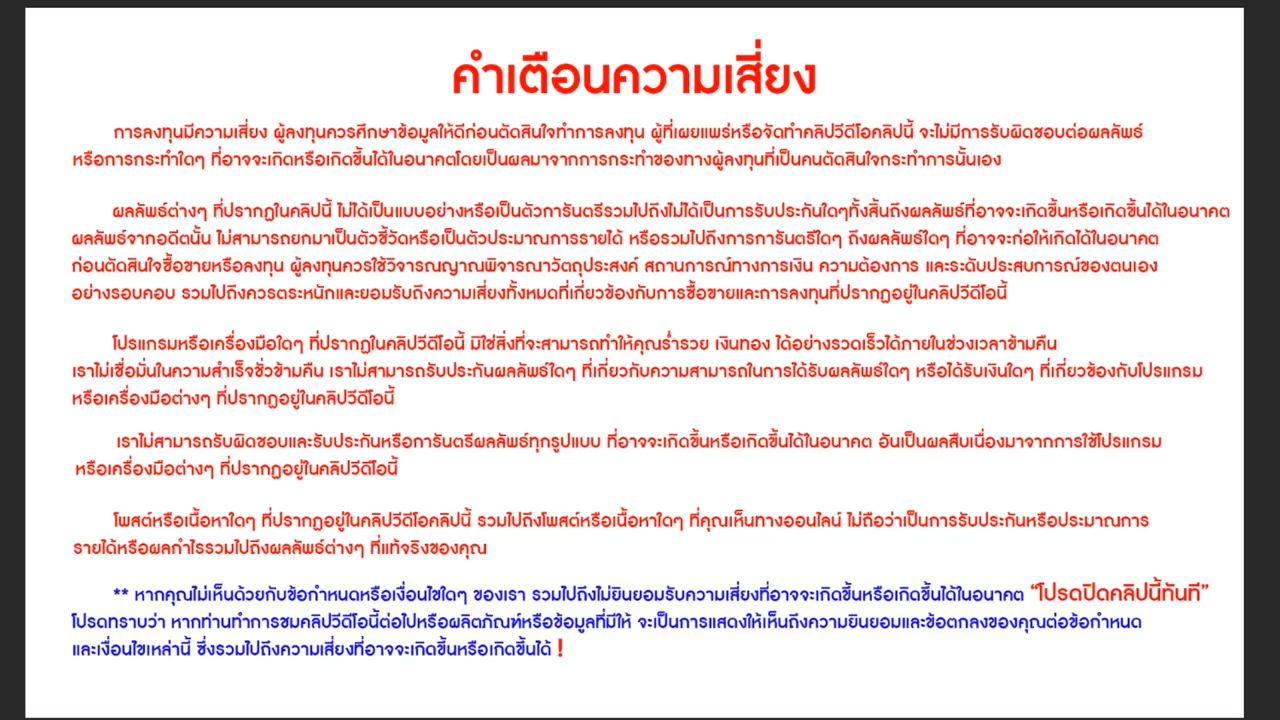 คำเตือนความเสี่ยง
การลงทุนมีความเสี่ยง ผู้ลงทุนควรศึกษาข้อมูลให้ดีก่อนตัดสินใจทำการลงทุน ผู้ที่เผยแพร่หรือจัดทำคลิปวีดีโอคลิปนี้ จะไม่มีการรับผิดชอบต่อผลลัพธ์
หรือการกระทำใดๆ ที่อาจจะเกิดหรือเกิดขึ้นได้ในอนาคตโดยเป็นผลมาจากการกระทำของทางผู้ลงทุนที่เป็นคนตัดสินใจกระทำการนั้นเอง
ผลลัพธ์ต่างๆ ที่ปรากฏในคลิปนี้ ไม่ได้เป็นแบบอย่างหรือเป็นตัวการันตรีรวมไปถึงไม่ได้เป็นการรับประกันใดๆทั้งสิ้นถึงผลลัพธ์ที่อาจจะเกิดขึ้นหรือเกิดขึ้นได้ในอนาคต
ผลลัพธ์จากอดีตนั้น ไม่สามารถยกมาเป็นตัวชี้วัดหรือเป็นตัวประมาณการรายได้ หรือรวมไปถึงการการันตรีใดๆ ถึงผลลัพธ์ใดๆ ที่อาจจะก่อให้เกิดได้ในอนาคต
ก่อนตัดสินใจซื้อขายหรือลงทุน ผู้ลงทุนควรใช้วิจารณญาณพิจารณาวัตถุประสงค์ สถานการณ์ทางการเงิน ความต้องการ และระดับประสบการณ์ของตนเอง
อย่างรอบคอบ รวมไปถึงควรตระหนักและยอมรับถึงความเสี่ยงทั้งหมดที่เกี่ยวข้องกับการซื้อขายและการลงทุนที่ปรากฏอยู่ในคลิปวีดีโอนี้
โปรแกรมหรือเครื่องมือใดๆ ที่ปรากฏในคลิปวีดีโอนี้ มิใช่สิ่งที่จะสามารถทำให้คุณร่ำรวย เงินทอง ได้อย่างรวดเร็วได้ภายในช่วงเวลาข้ามคืน
เราไม่เชื่อมั่นในความสำเร็จชั่วข้ามคืน เราไม่สามารถรับประกันผลลัพธ์ใดๆ ที่เกี่ยวกับความสามารถในการได้รับผลลัพธ์ใดๆ หรือได้รับเงินใดๆ ที่เกี่ยวข้องกับโปรแกรม
หรือเครื่องมือต่างๆ ที่ปรากฏอยู่ในคลิปวีดีโอนี้
เราไม่สามารถรับผิดชอบและรับประกันหรือการันตรีผลลัพธ์ทุกรูปแบบ ที่อาจจะเกิดขึ้นหรือเกิดขึ้นได้ในอนาคต อันเป็นผลสืบเนื่องมาจากการใช้โปรแกรม
หรือเครื่องมือต่างๆ ที่ปรากฏอยู่ในคลิปวีดีโอนี้
โพสต์หรือเนื้อหาใดๆ ที่ปรากฏอยู่ในคลิปวีดีโอคลิปนี้ รวมไปถึงโพสต์หรือเนื้อหาใดๆ ที่คุณเห็นทางออนไลน์ ไม่ถือว่าเป็นการรับประกันหรือประมาณการ
รายได้หรือผลกำไรรวมไปถึงผลลัพธ์ต่างๆ ที่แท้จริงของคุณ
** หากคุณไม่เห็นด้วยกับข้อกำหนดหรือเงื่อนไขใดๆ ของเรา รวมไปถึงไม่ยินยอมรับความเสี่ยงที่อาจจะเกิดขึ้นหรือเกิดขึ้นได้ในอนาคต “โปรดปิดคลิปนี้ทันที”
โปรดทราบว่า หากท่านทำการชมคลิปวีดีโอนี้ต่อไปหรือผลิตภัณฑ์หรือข้อมูลที่มีให้ จะเป็นการแสดงให้เห็นถึงความยินยอมและข้อตกลงของคุณต่อข้อกำหนด
และเงื่อนไขเหล่านี้ ซึ่งรวมไปถึงความเสี่ยงที่อาจจะเกิดขึ้นหรือเกิดขึ้นได้ !